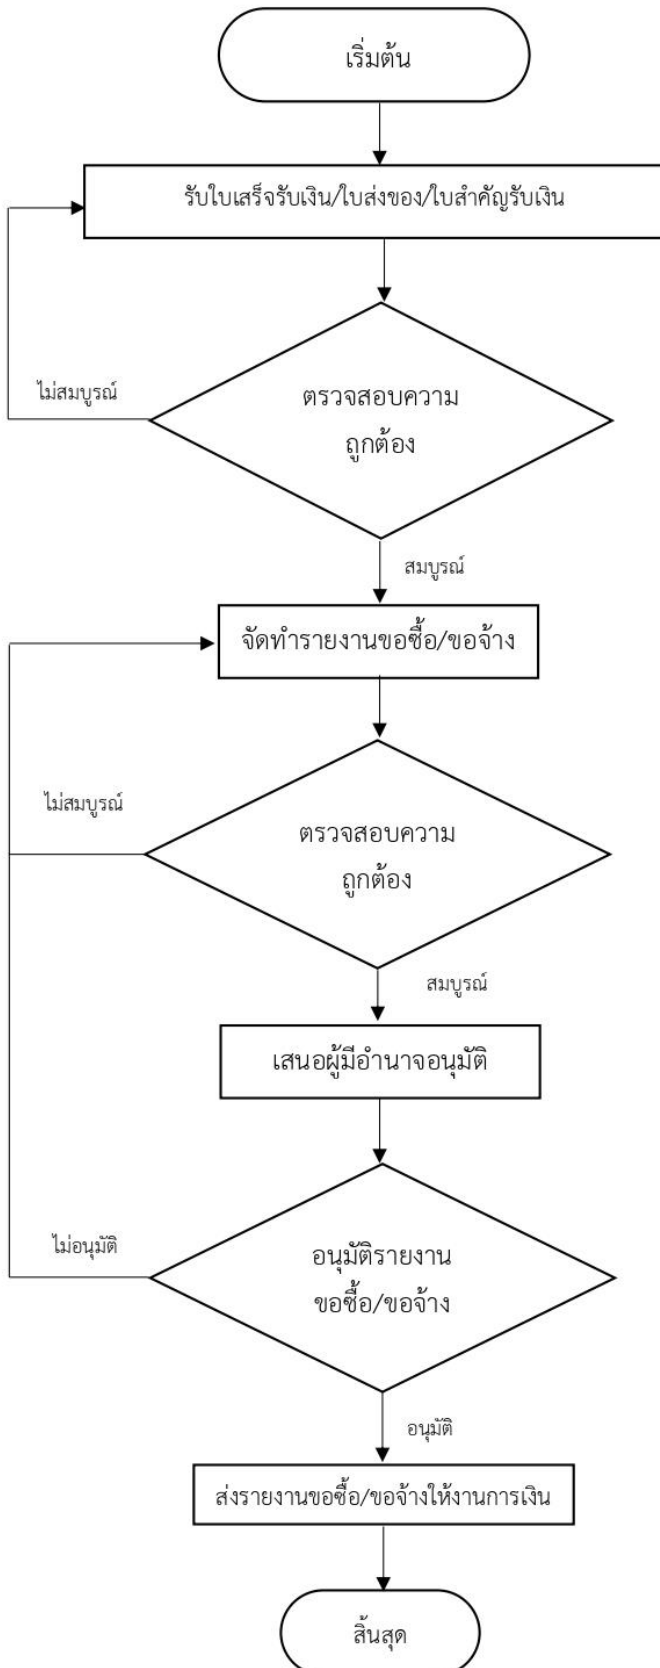 เริ่มต้น
รับใบเสร็จรับเงิน/ใบส่งของ/ใบสำคัญรับเงิน
ไม่สมบูรณ์
ตรวจสอบความ
ถูกต้อง
สมบูรณ์
จัดทำรายงานขอซื้อ/ขอจ้าง
ไม่สมบูรณ์
ตรวจสอบความ
ถูกต้อง
สมบูรณ์
เสนอผู้มีอำนาจอนุมัติ
ไม่อนุมัติ
อนุมัติรายงาน
ขอซื้อ/ขอจ้าง
อนุมัติ
ส่งรายงานขอซื้อ/ขอจ้างให้งานการเงิน
สิ้นสุด